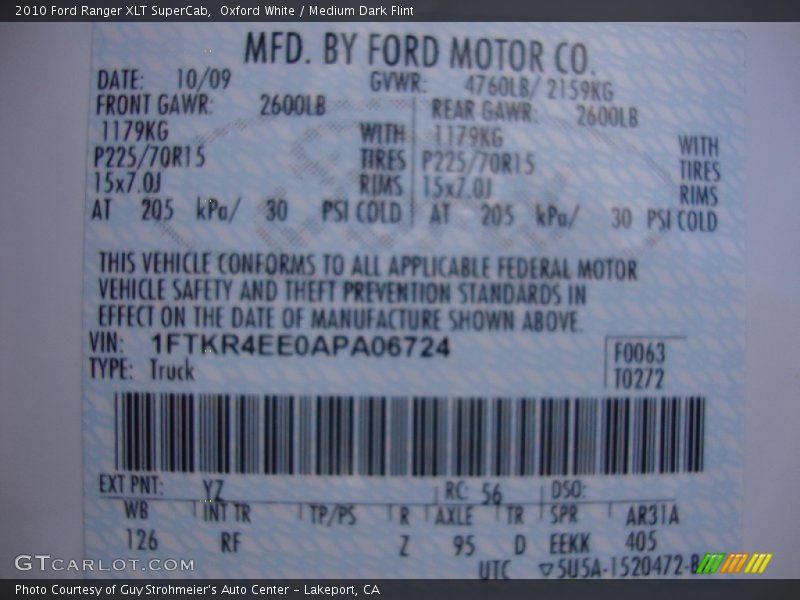 2010 Ford Ranger XLT SuperCab,  Oxford White / Medium Dark Flint
MFD. BY FORD MOTOR CO.
DATE: 10/09 GVWR: 4760LB/ 2159KG
FRONT GAWR: 2600LB REAR GAWR: 2600LB
1179KG WITH 1179KG WITH
P225/70R15 TIRES P225/70R15 TIRES
15x7.0J RIMS 15x7.0J RIMS
AT 205 kPa/ 30 PSI COLD AT 205 kPa/ 30 PSI COLD
THIS VEHICLE CONFORMS TO ALL APPLICABLE FEDERAL MOTOR
VEHICLE SAFETY AND THEFT PREVENTION STANDARDS IN
EFFECT ON THE DATE OF MANUFACTURE SHOWN ABOVE.
VIN: 1FTKR4EE0APA06724 F0063
TYPE: Truck T0272
EXT PNT: YZ RC: 56 DSO:
WB INT TR TP/PS R AXLE TR SPR AR31A
126 RF Z 95 D EEKK 405
UTC ▽5U5A-1520472-B
GTCARLOT.COM
Photo Courtesy of Guy Strohmeier's Auto Center - Lakeport, CA